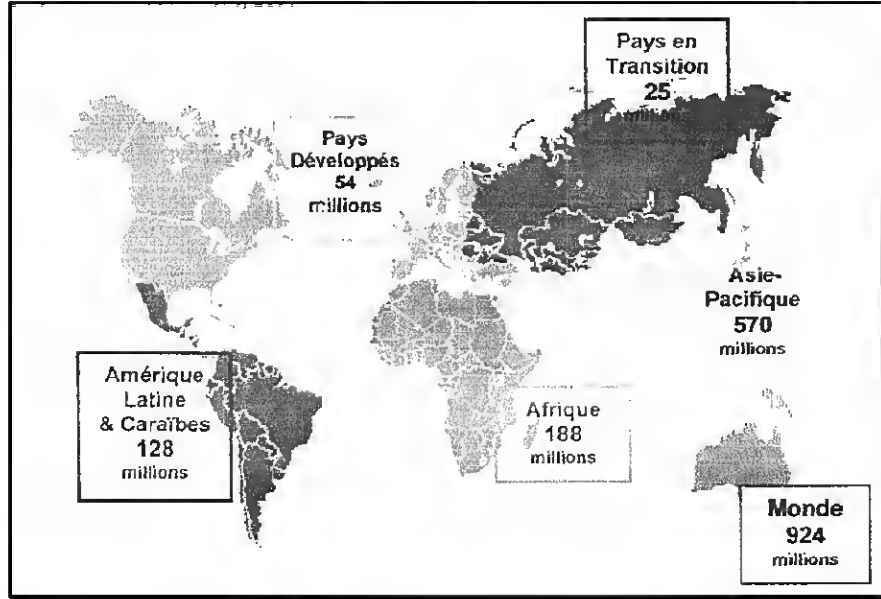 Pays en
Transition
25
millions
Pays
Développés
54
millions
Asie-
Pacifique
570
millions
Amérique
Latine
& Caraïbes
128
millions
Afrique
188
millions
Monde
924
millions